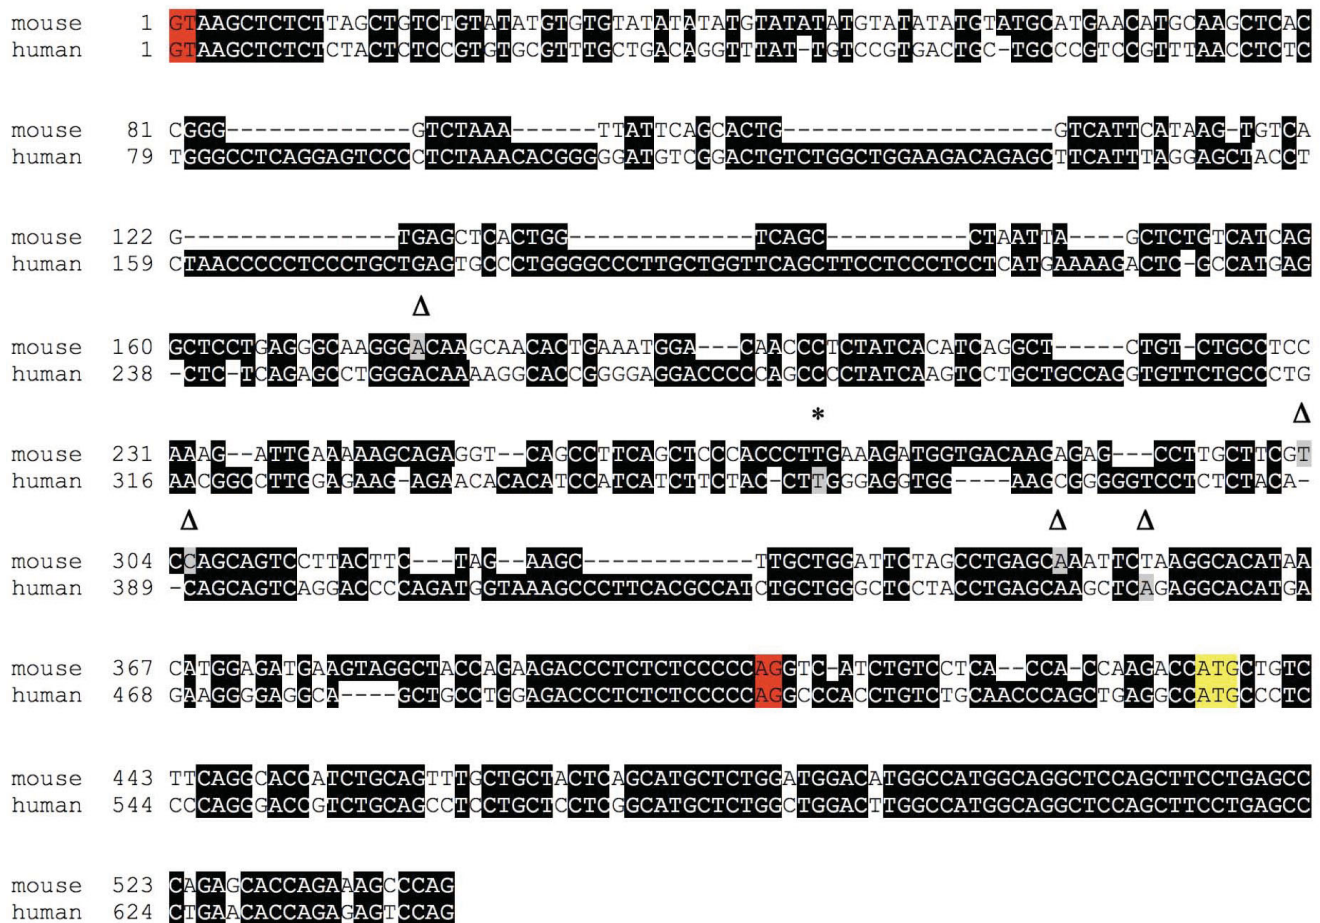 mouse 1 GTAAGCTCTCTTAGCTGTCTGTATATGTGTGTATATATATGTATATATGTATATATGTATGCATGAACATGCAAGCTCAC
human 1 GTAAGCTCTCTCTACTCTCCGTGTGCGTTTGCTGACAGGTTTAT-TGTCCGTGACTGC-TGCCCGTCCGTTTAACCTCTC
mouse 81 CGGG-------------GTCTAAA------TTATTCAGCACTG-------------------GTCATTCATAAG-TGTCA
human 79 TGGGCCTCAGGAGTCCCCTCTAAACACGGGGGATGTCGGACTGTCTGGCTGGAAGACAGAGCTTCATTTAGGAGCTACCT
mouse 122 G---------------TGAGCTCACTGG-------------TCAGC----------CTAATTA----GCTCTGTCATCAG
human 159 CTAACCCCCTCCCTGCTGAGTGCCCTGGGGCCCTTGCTGGTTCAGCTTCCTCCCTCCTCATGAAAAGACTC-GCCATGAG
Δ
mouse 160 GCTCCTGAGGGCAAGGGACAAGCAACACTGAAATGGA---CAACCCTCTATCACATCAGGCT-----CTGT-CTGCCTCC
human 238 -CTC-TCAGAGCCTGGGACAAAAGGCACCGGGGAGGACCCCCAGCCCCTATCAAGTCCTGCTGCCAGGTGTTCTGCCCTG
* Δ
mouse 231 AAAG--ATTGAAAAAGCAGAGGT--CAGCCTTCAGCTCCCACCCTTGAAAGATGGTGACAAGAGAG---CCTTGCTTCGT
human 316 AACGGCCTTGGAGAAG-AGAACACACATCCATCATCTTCTAC-CTTGGGAGGTGG----AAGCGGGGGTCCTCTCTACA-
Δ Δ Δ
mouse 304 CCAGCAGTCCTTACTTC---TAG--AAGC------------TTGCTGGATTCTAGCCTGAGCAAATTCTAAGGCACATAA
human 389 -CAGCAGTCAGGACCCCAGATGGTAAAGCCCTTCACGCCATCTGCTGGGCTCCTACCTGAGCAAGCTCAGAGGCACATGA
mouse 367 CATGGAGATGAAGTAGGCTACCAGAAGACCCTCTCTCCCCCAGGTC-ATCTGTCCTCA--CCA-CCAAGACCATGCTGTC
human 468 GAAGGGGAGGCA----GCTGCCTGGAGACCCTCTCTCCCCCAGGCCCACCTGTCTGCAACCCAGCTGAGGCCATGCCCTC
mouse 443 TTCAGGCACCATCTGCAGTTTGCTGCTACTCAGCATGCTCTGGATGGACATGGCCATGGCAGGCTCCAGCTTCCTGAGCC
human 544 CCCAGGGACCGTCTGCAGCCTCCTGCTCCTCGGCATGCTCTGGCTGGACTTGGCCATGGCAGGCTCCAGCTTCCTGAGCC
mouse 523 CAGAGCACCAGAAAGCCCAG
human 624 CTGAACACCAGAGAGTCCAG